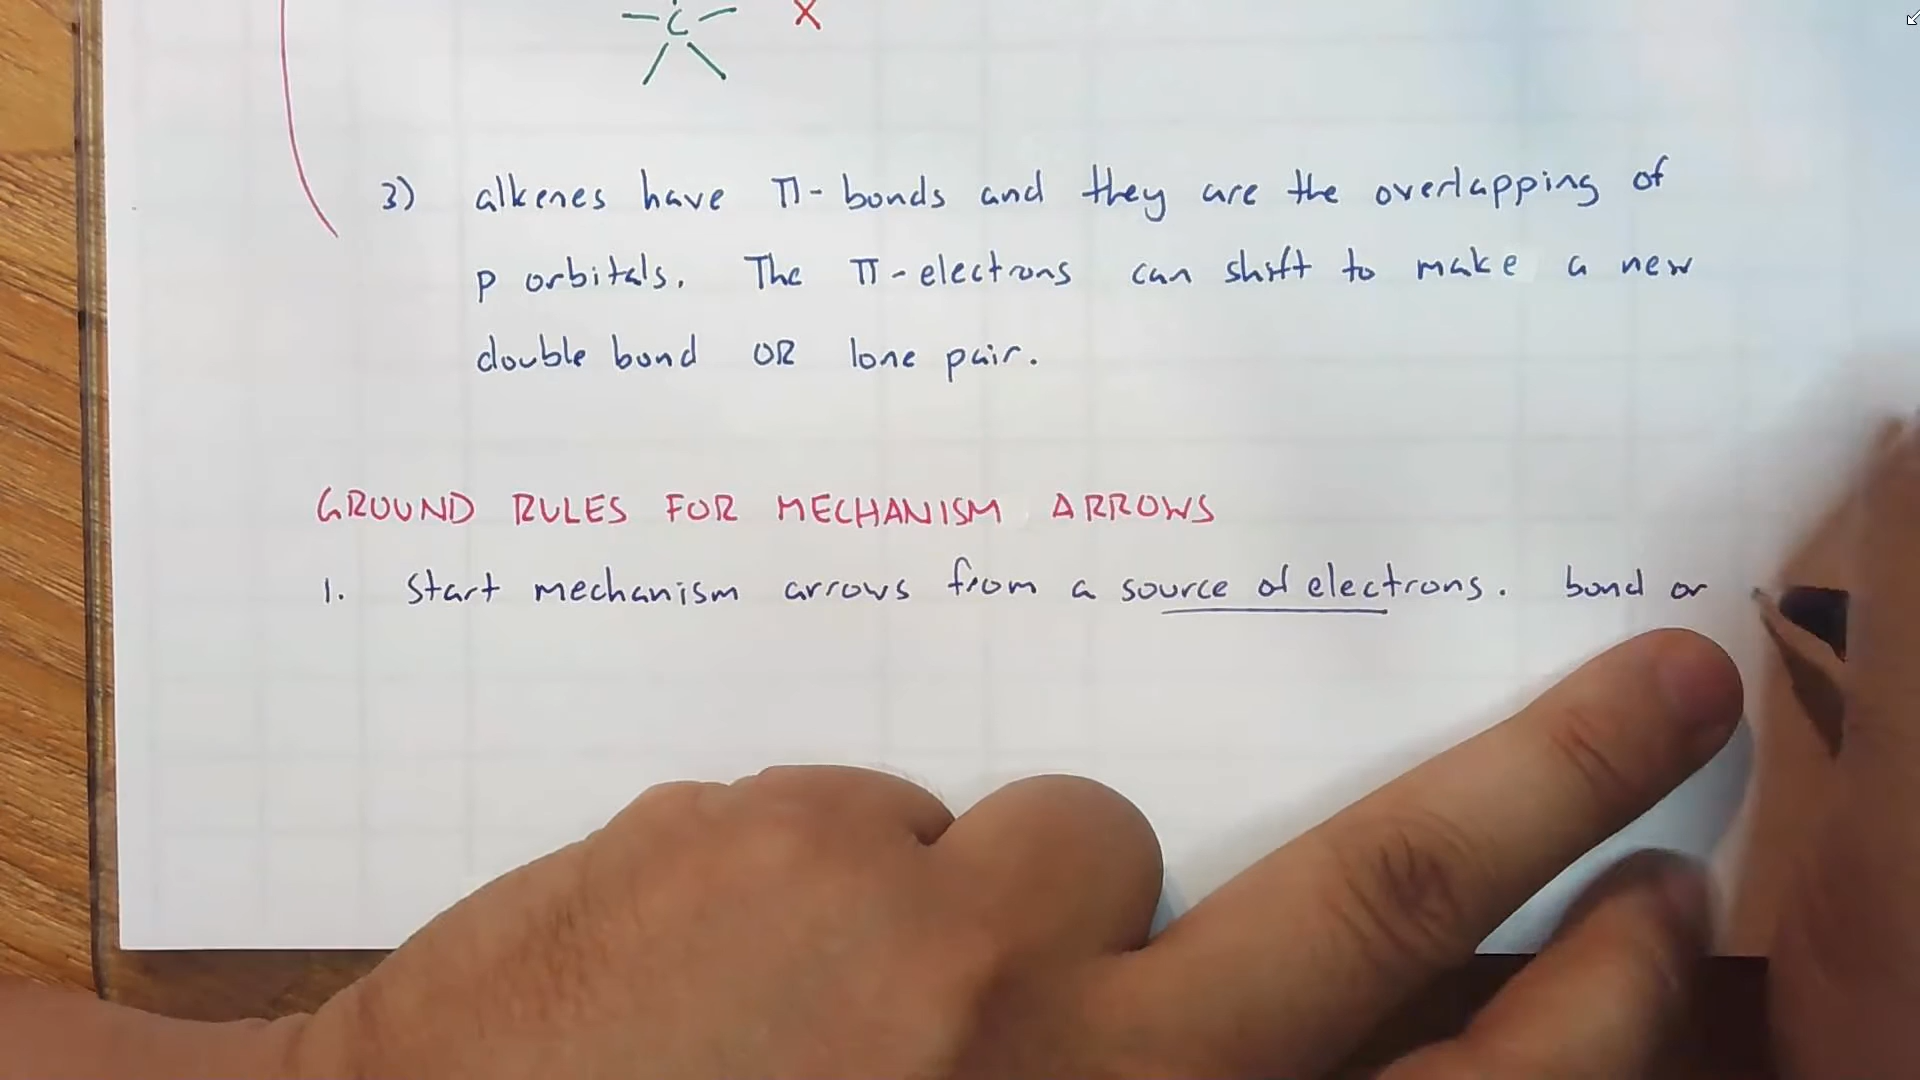 C X
3) alkenes have π-bonds and they are the overlapping of
p orbitals. The π-electrons can shift to make a new
double bond OR lone pair.
GROUND RULES FOR MECHANISM ARROWS
1. Start mechanism arrows from a source of electrons. bond or